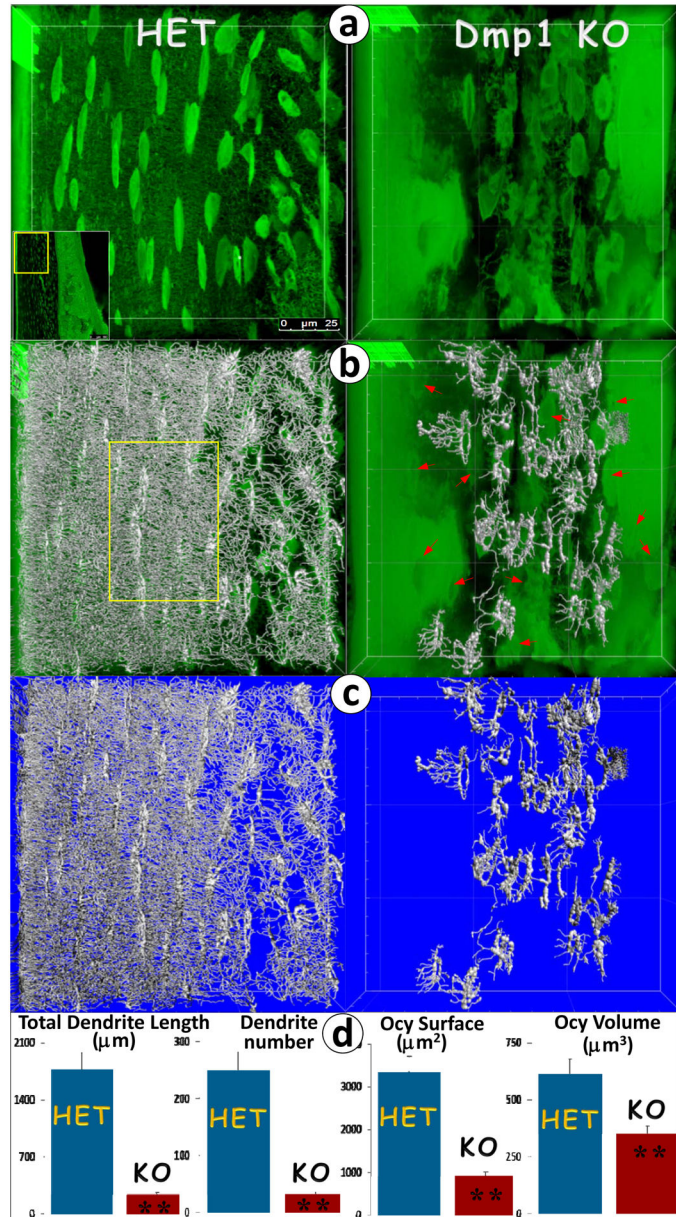 a
HET
Dmp1 KO
0 µm 25
b
c
d
Total Dendrite Length
(µm)
2100
1400
700
0
HET
KO
**
Dendrite
number
300
200
100
0
HET
KO
**
Ocy Surface
(µm²)
3000
2000
1000
0
HET
KO
**
Ocy Volume
(µm³)
750
500
250
0
HET
KO
**